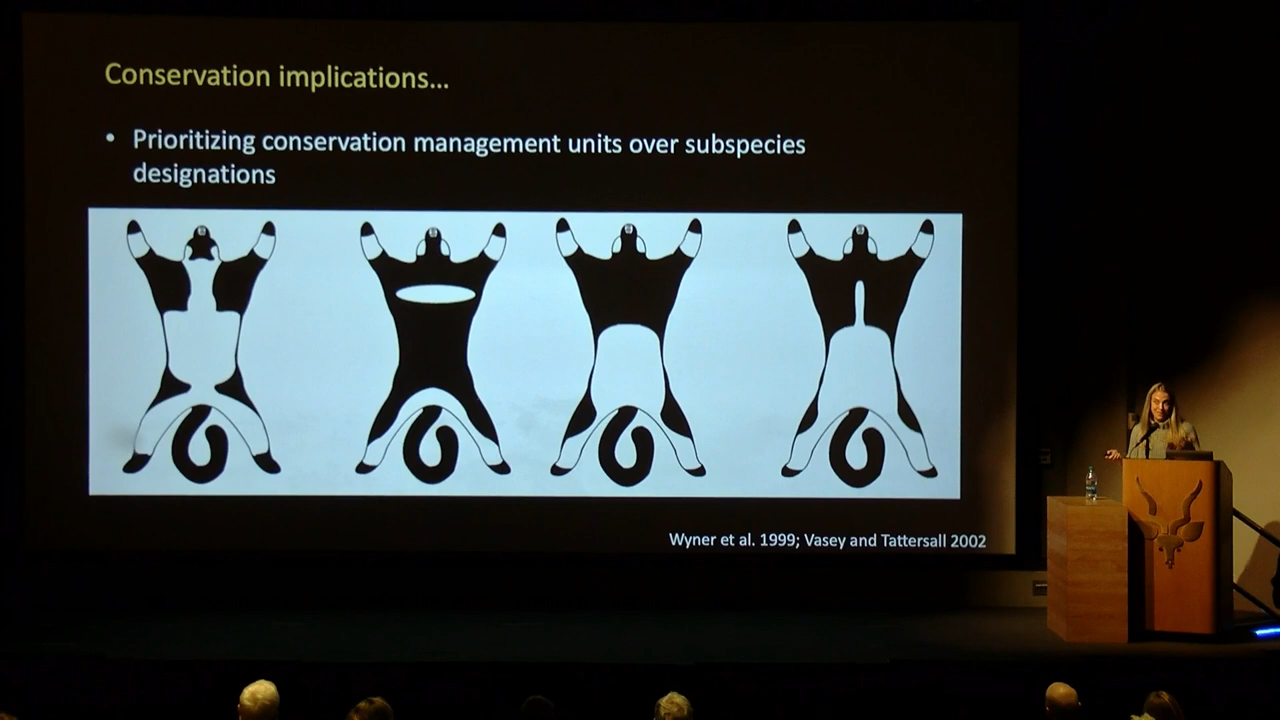 Conservation implications...
• Prioritizing conservation management units over subspecies
designations
Wyner et al. 1999; Vasey and Tattersall 2002